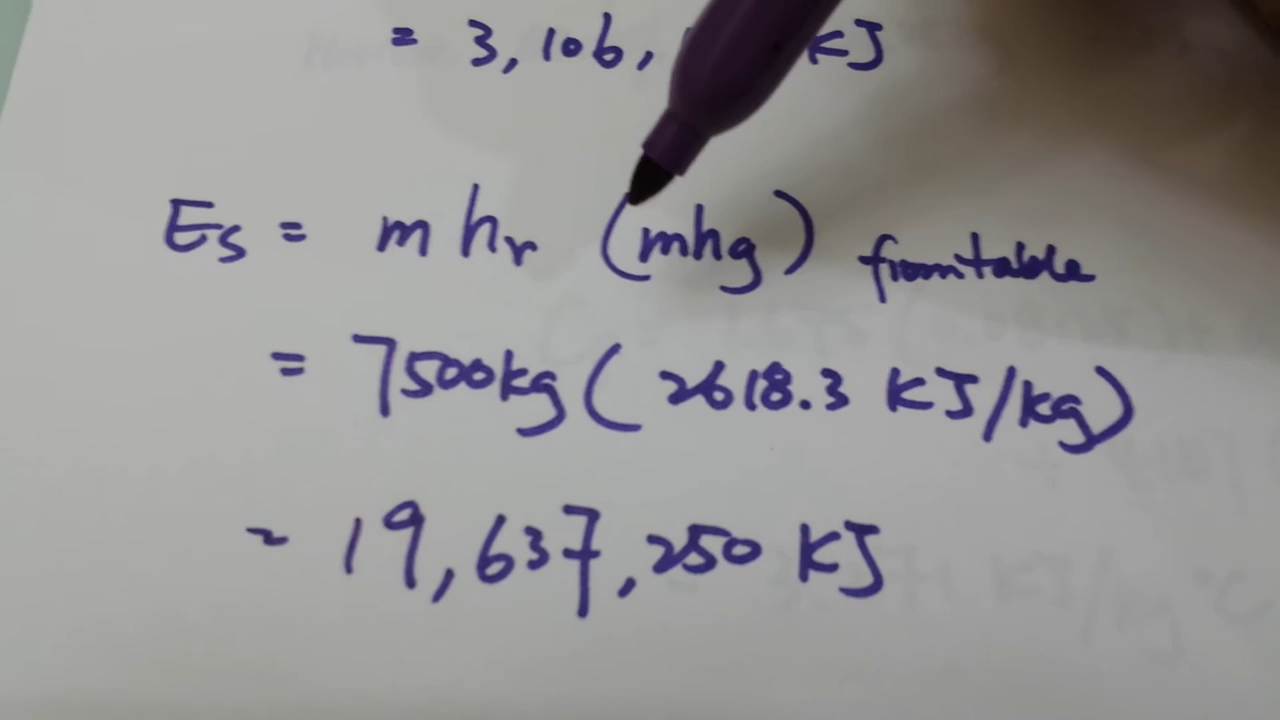 = 3,106, KJ
Es = m hr (mhg) from table
= 7500kg ( 2618.3 KJ/kg)
= 19,637,250 KJ